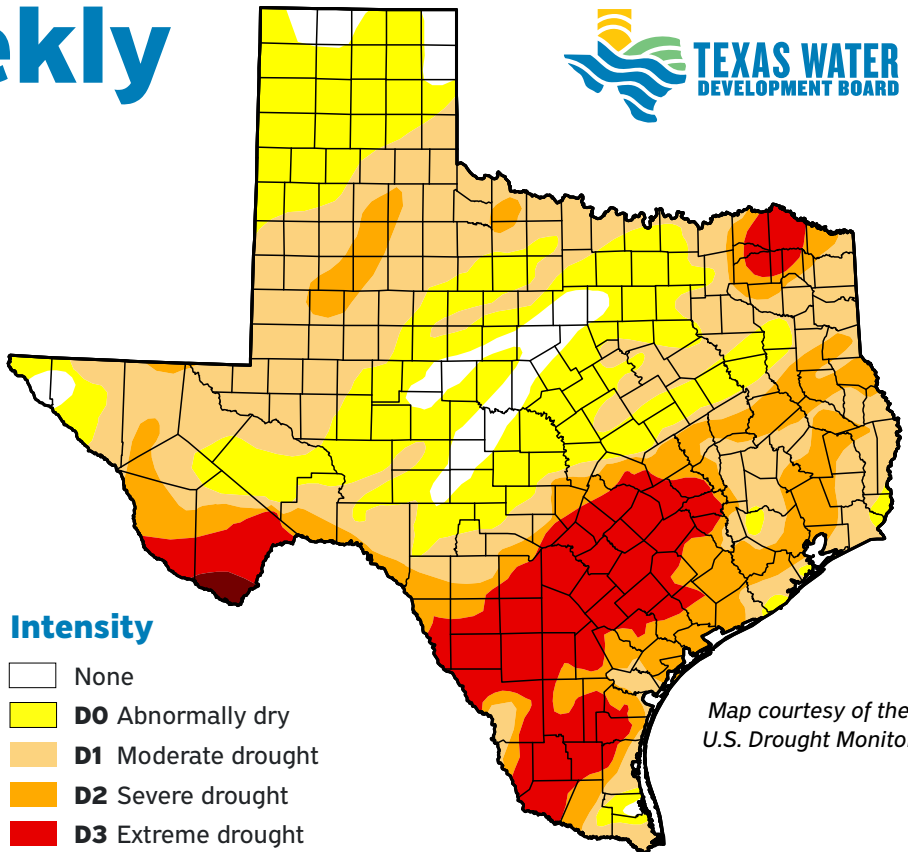 ekly
TEXAS WATER
DEVELOPMENT BOARD
Intensity
None
D0 Abnormally dry
D1 Moderate drought
D2 Severe drought
D3 Extreme drought
Map courtesy of the
U.S. Drought Monitor